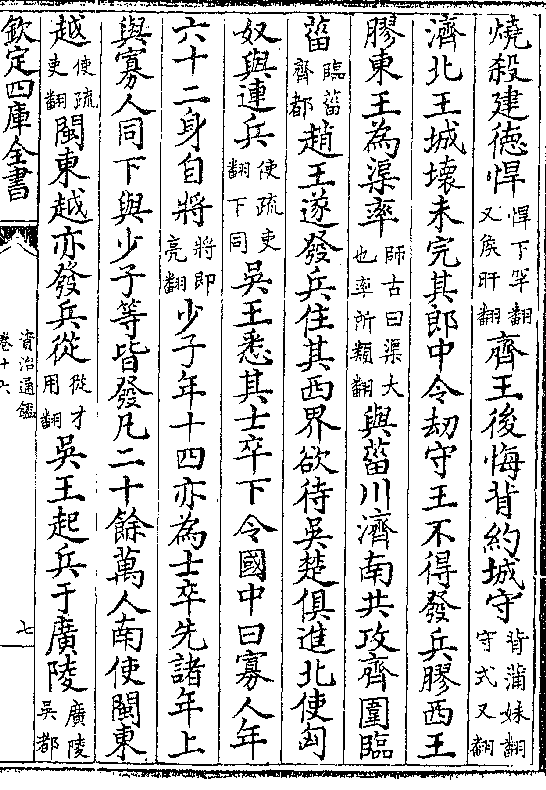 燒殺建徳悍悍下罕翻又矦旰翻齊王後悔背約城守背蒲妹翻守式又翻
濟北王城壊未完其郎中令刼守王不得發兵膠西王
膠東王為渠率師古曰渠大也率所類翻與菑川濟南共攻齊圍臨
菑臨菑齊都趙王遂發兵住其西界欲待吳楚俱進北使匈
奴與連兵使疏吏翻下同吳王悉其士卒下令國中曰寡人年
六十二身自將將即亮翻少子年十四亦為士卒先諸年上
與寡人同下與少子等皆發凡二十餘萬人南使閩東
越使疏吏翻閩東越亦發兵從從才用翻吳王起兵于廣陵廣陵吳都
欽定四庫全書
資治通鑑
卷十六
七